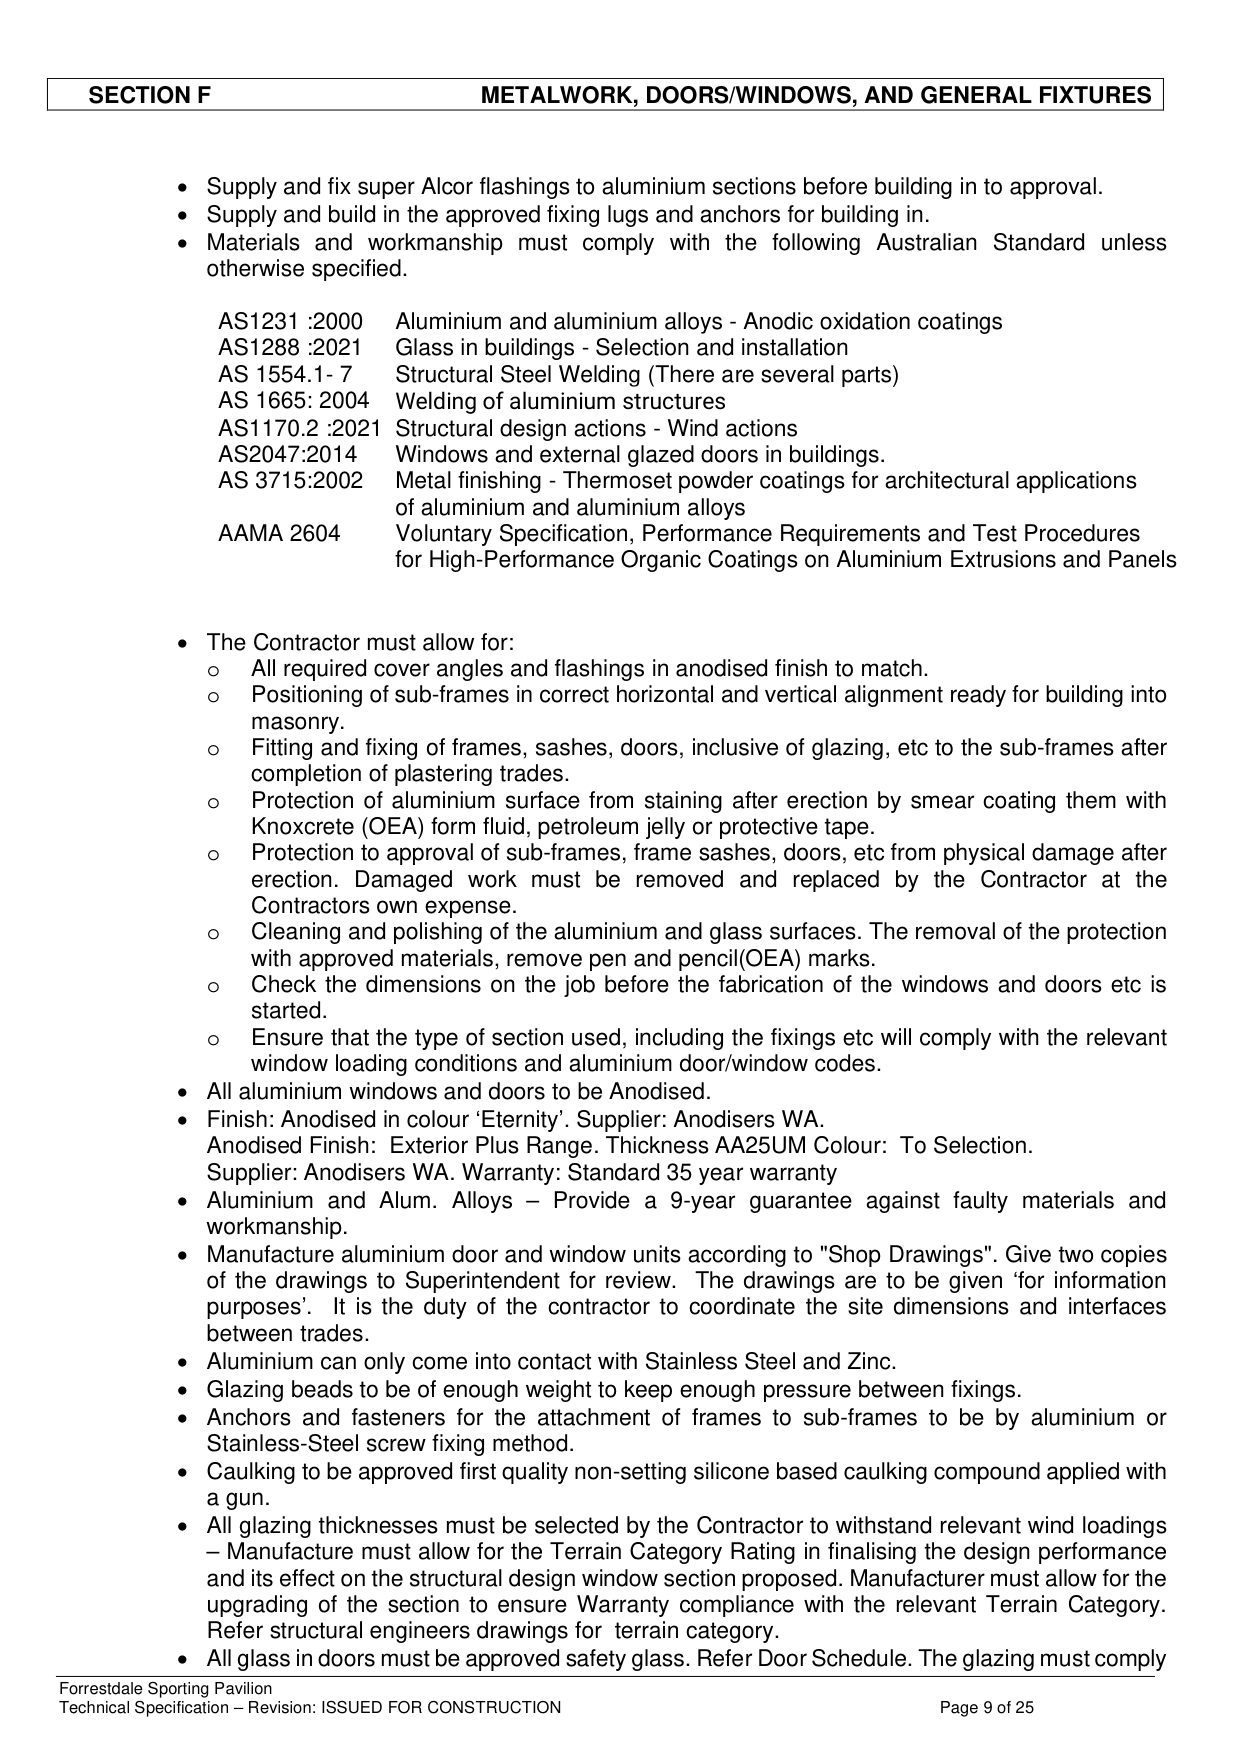 SECTION F METALWORK, DOORS/WINDOWS, AND GENERAL FIXTURES
• Supply and fix super Alcor flashings to aluminium sections before building in to approval.
• Supply and build in the approved fixing lugs and anchors for building in.
• Materials and workmanship must comply with the following Australian Standard unless
otherwise specified.
AS1231 :2000 Aluminium and aluminium alloys - Anodic oxidation coatings
AS1288 :2021 Glass in buildings - Selection and installation
AS 1554.1- 7 Structural Steel Welding (There are several parts)
AS 1665: 2004 Welding of aluminium structures
AS1170.2 :2021 Structural design actions - Wind actions
AS2047:2014 Windows and external glazed doors in buildings.
AS 3715:2002 Metal finishing - Thermoset powder coatings for architectural applications
of aluminium and aluminium alloys
AAMA 2604 Voluntary Specification, Performance Requirements and Test Procedures
for High-Performance Organic Coatings on Aluminium Extrusions and Panels
• The Contractor must allow for:
o All required cover angles and flashings in anodised finish to match.
o Positioning of sub-frames in correct horizontal and vertical alignment ready for building into
masonry.
o Fitting and fixing of frames, sashes, doors, inclusive of glazing, etc to the sub-frames after
completion of plastering trades.
o Protection of aluminium surface from staining after erection by smear coating them with
Knoxcrete (OEA) form fluid, petroleum jelly or protective tape.
o Protection to approval of sub-frames, frame sashes, doors, etc from physical damage after
erection. Damaged work must be removed and replaced by the Contractor at the
Contractors own expense.
o Cleaning and polishing of the aluminium and glass surfaces. The removal of the protection
with approved materials, remove pen and pencil(OEA) marks.
o Check the dimensions on the job before the fabrication of the windows and doors etc is
started.
o Ensure that the type of section used, including the fixings etc will comply with the relevant
window loading conditions and aluminium door/window codes.
• All aluminium windows and doors to be Anodised.
• Finish: Anodised in colour ‘Eternity’. Supplier: Anodisers WA.
Anodised Finish: Exterior Plus Range. Thickness AA25UM Colour: To Selection.
Supplier: Anodisers WA. Warranty: Standard 35 year warranty
• Aluminium and Alum. Alloys – Provide a 9-year guarantee against faulty materials and
workmanship.
• Manufacture aluminium door and window units according to "Shop Drawings". Give two copies
of the drawings to Superintendent for review. The drawings are to be given ‘for information
purposes’. It is the duty of the contractor to coordinate the site dimensions and interfaces
between trades.
• Aluminium can only come into contact with Stainless Steel and Zinc.
• Glazing beads to be of enough weight to keep enough pressure between fixings.
• Anchors and fasteners for the attachment of frames to sub-frames to be by aluminium or
Stainless-Steel screw fixing method.
• Caulking to be approved first quality non-setting silicone based caulking compound applied with
a gun.
• All glazing thicknesses must be selected by the Contractor to withstand relevant wind loadings
– Manufacture must allow for the Terrain Category Rating in finalising the design performance
and its effect on the structural design window section proposed. Manufacturer must allow for the
upgrading of the section to ensure Warranty compliance with the relevant Terrain Category.
Refer structural engineers drawings for terrain category.
• All glass in doors must be approved safety glass. Refer Door Schedule. The glazing must comply
Forrestdale Sporting Pavilion
Technical Specification – Revision: ISSUED FOR CONSTRUCTION Page 9 of 25